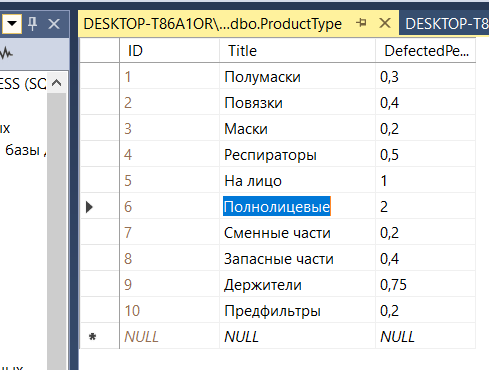 DESKTOP-T86A1OR\...dbo.ProductType
DESKTOP-T8
ESS (SQ
ых
базы
ных
ID Title DefectedPe...
1 Полумаски 0,3
2 Повязки 0,4
3 Маски 0,2
4 Респираторы 0,5
5 На лицо 1
6 Полнолицевые 2
7 Сменные части 0,2
8 Запасные части 0,4
9 Держители 0,75
10 Предфильтры 0,2
NULL NULL NULL